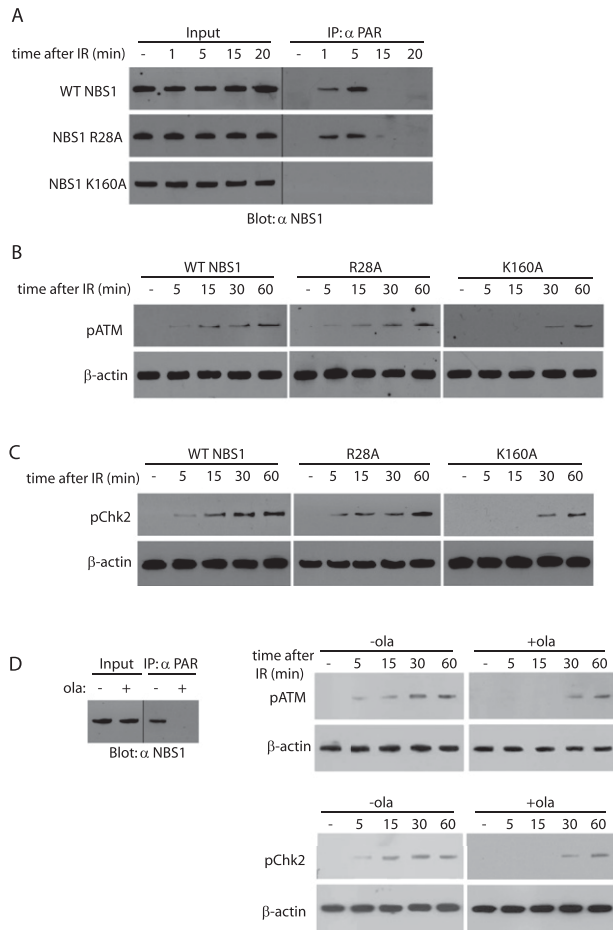 A
Input IP: α PAR
time after IR (min) - 1 5 15 20 - 1 5 15 20
WT NBS1
NBS1 R28A
NBS1 K160A
Blot: α NBS1
B
WT NBS1 R28A K160A
time after IR (min) - 5 15 30 60 - 5 15 30 60 - 5 15 30 60
pATM
β-actin
C
WT NBS1 R28A K160A
time after IR (min) - 5 15 30 60 - 5 15 30 60 - 5 15 30 60
pChk2
β-actin
D
Input IP: α PAR
ola: - + - +
Blot: α NBS1
-ola +ola
time after
IR (min) - 5 15 30 60 - 5 15 30 60
pATM
β-actin
-ola +ola
- 5 15 30 60 - 5 15 30 60
pChk2
β-actin